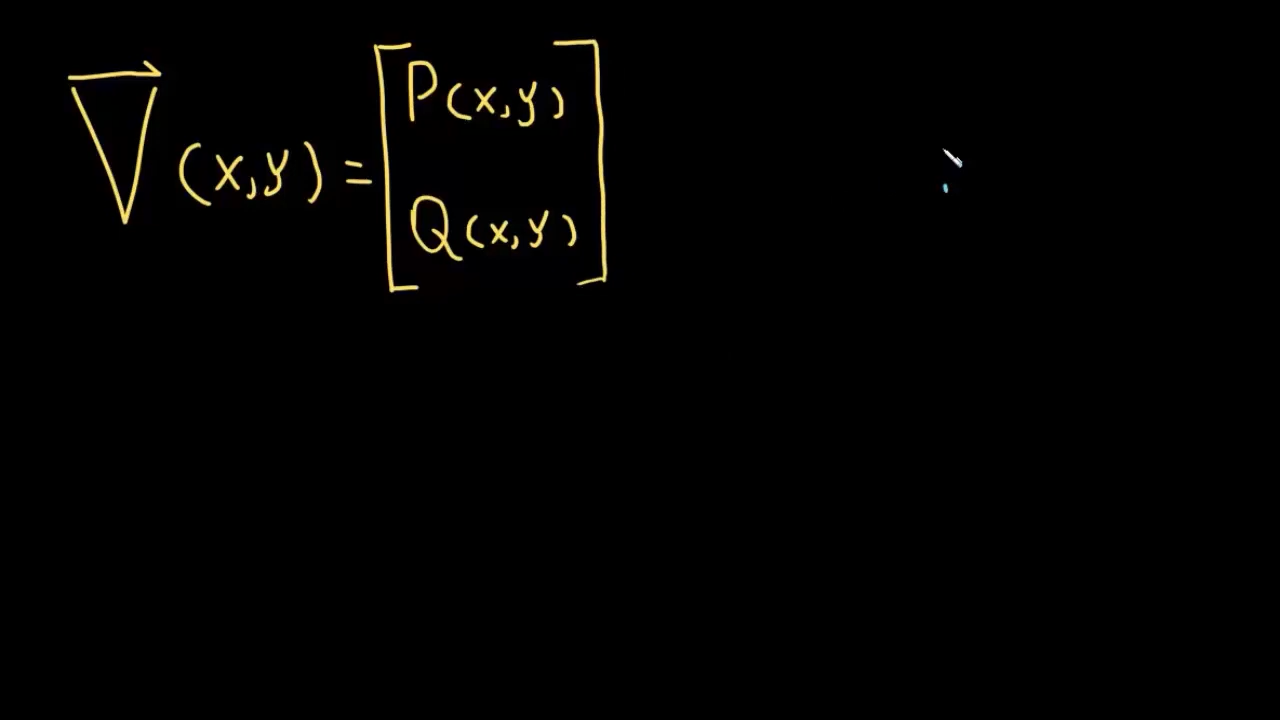 V⃗ (x,y) = [P(x,y)
Q(x,y)]